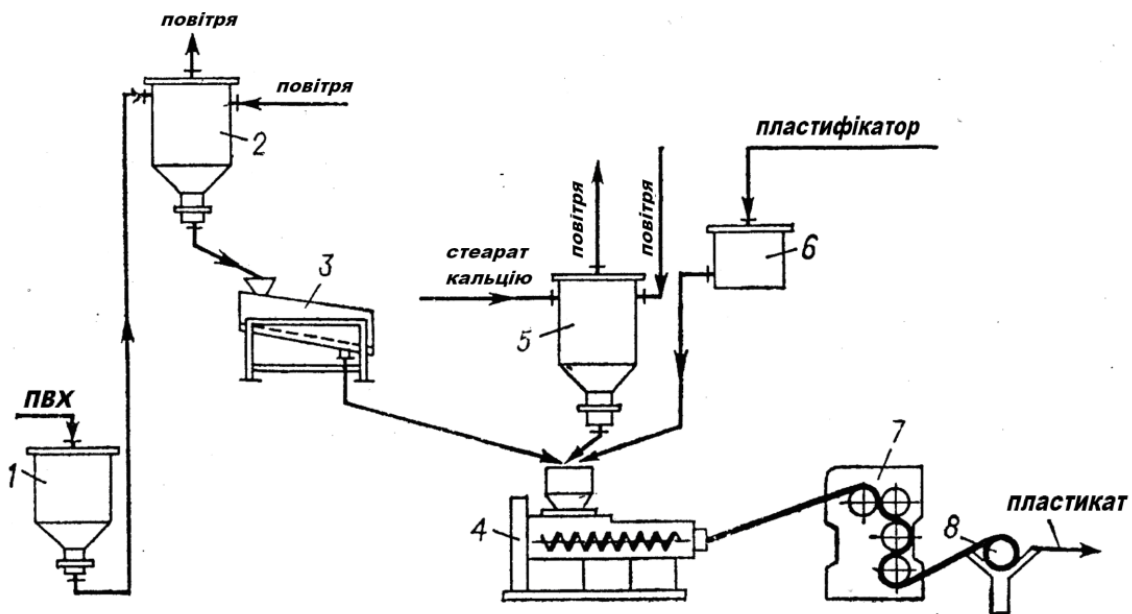 повітря
повітря
2
пластифікатор
3
повітря
повітря
6
стеарат
кальцію
5
ПВХ
1
7
4
8
пластикат